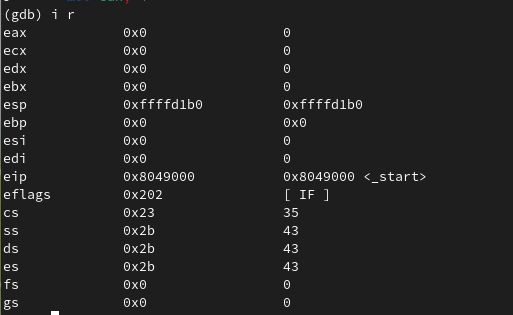 (gdb) i r
eax 0x0 0
ecx 0x0 0
edx 0x0 0
ebx 0x0 0
esp 0xffffd1b0 0xffffd1b0
ebp 0x0 0x0
esi 0x0 0
edi 0x0 0
eip 0x8049000 0x8049000 <_start>
eflags 0x202 [ IF ]
cs 0x23 35
ss 0x2b 43
ds 0x2b 43
es 0x2b 43
fs 0x0 0
gs 0x0 0